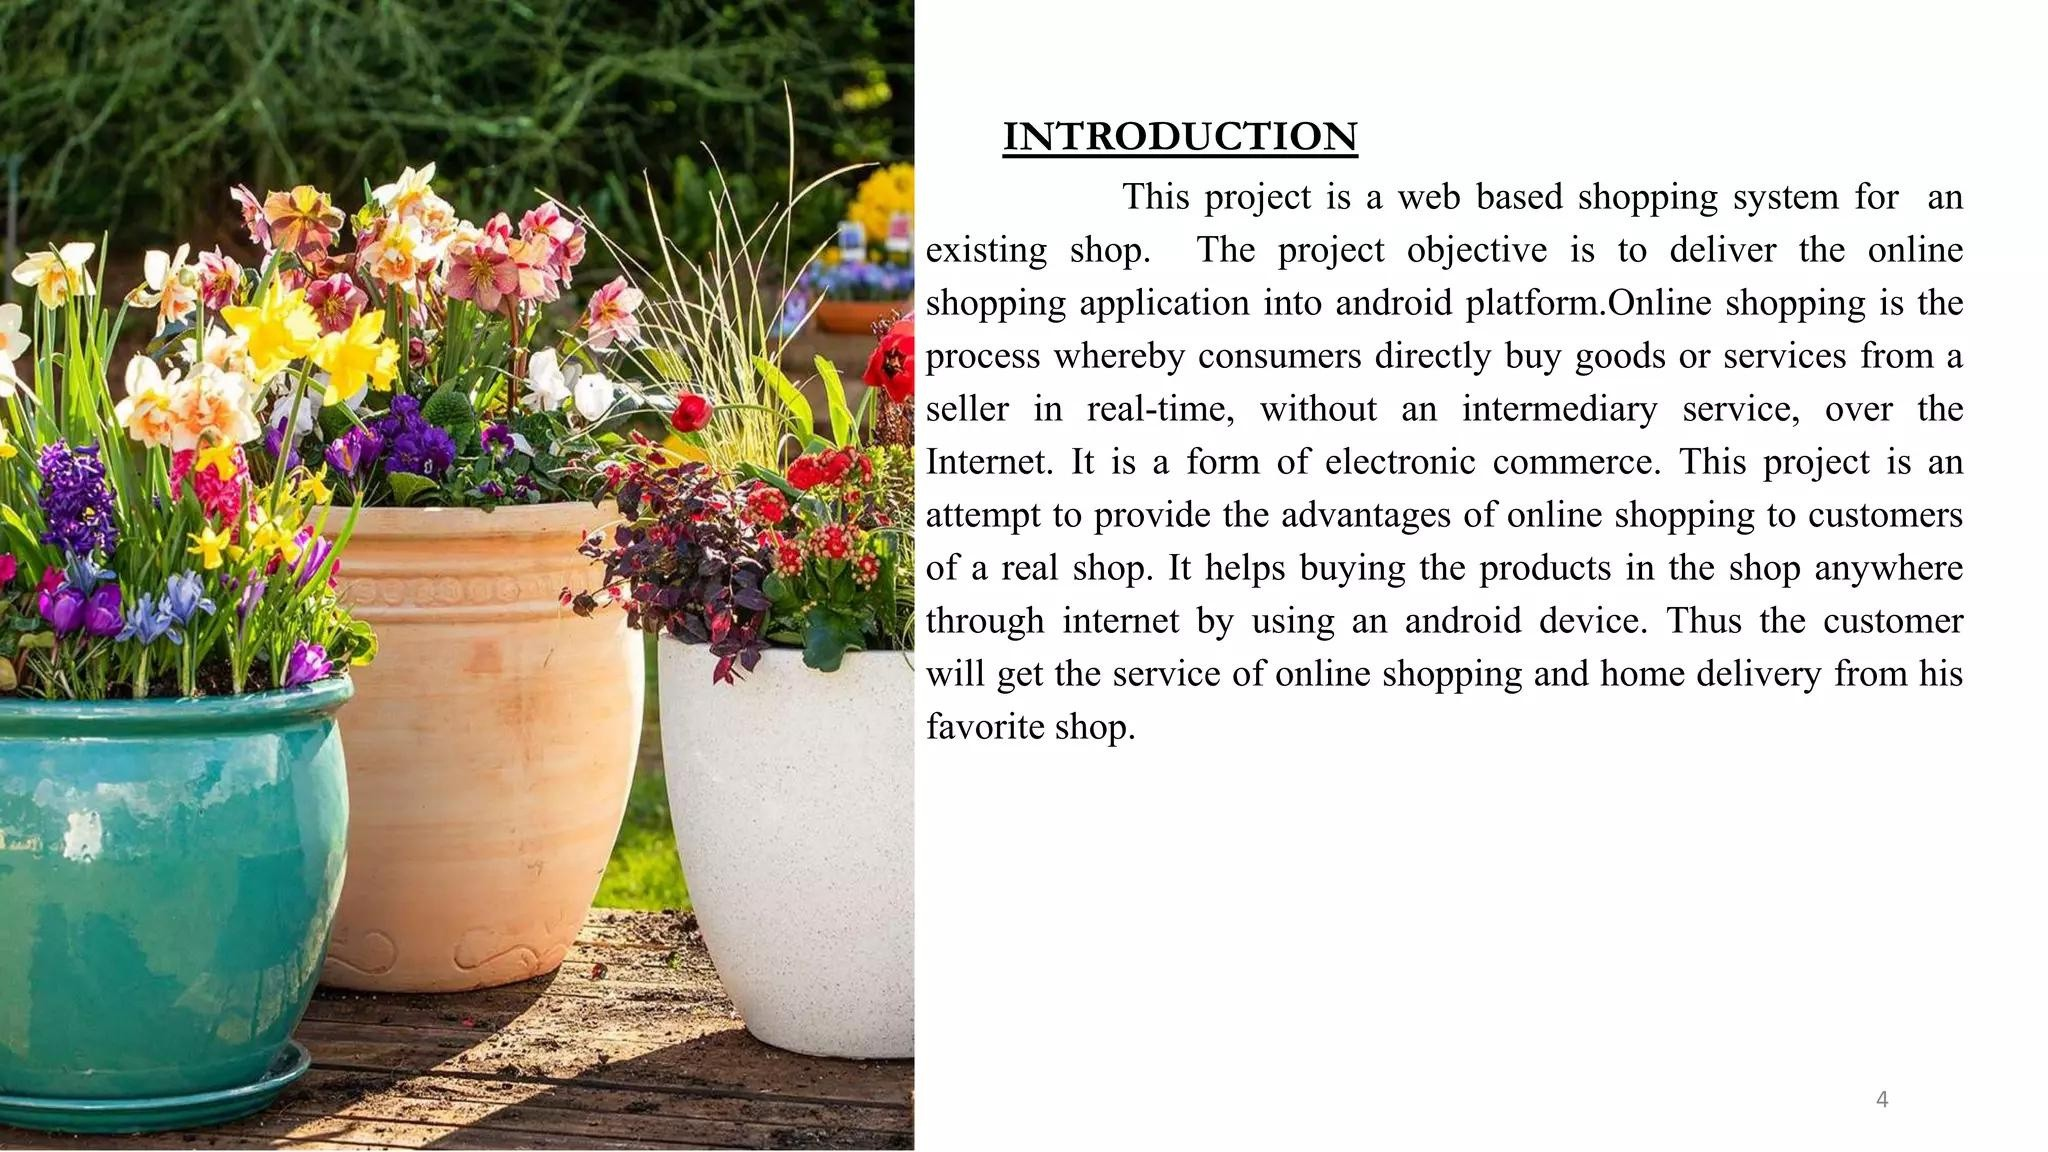 INTRODUCTION
This project is a web based shopping system for an
existing shop. The project objective is to deliver the online
shopping application into android platform.Online shopping is the
process whereby consumers directly buy goods or services from a
seller in real-time, without an intermediary service, over the
Internet. It is a form of electronic commerce. This project is an
attempt to provide the advantages of online shopping to customers
of a real shop. It helps buying the products in the shop anywhere
through internet by using an android device. Thus the customer
will get the service of online shopping and home delivery from his
favorite shop.
4